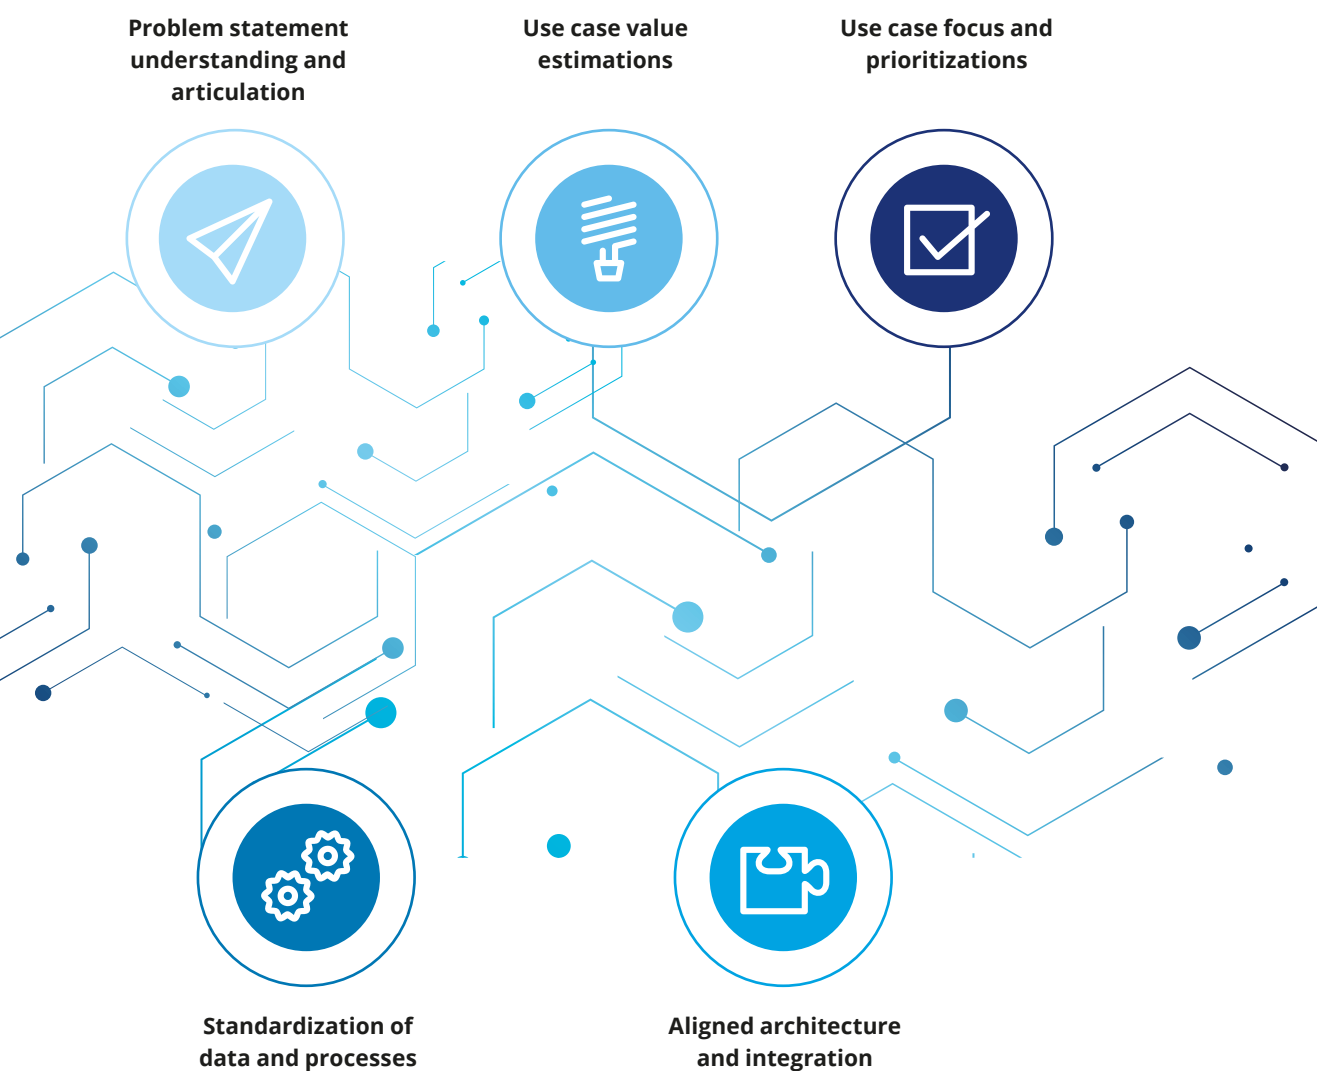 Problem statement
understanding and
articulation
Use case value
estimations
Use case focus and
prioritizations
Standardization of
data and processes
Aligned architecture
and integration